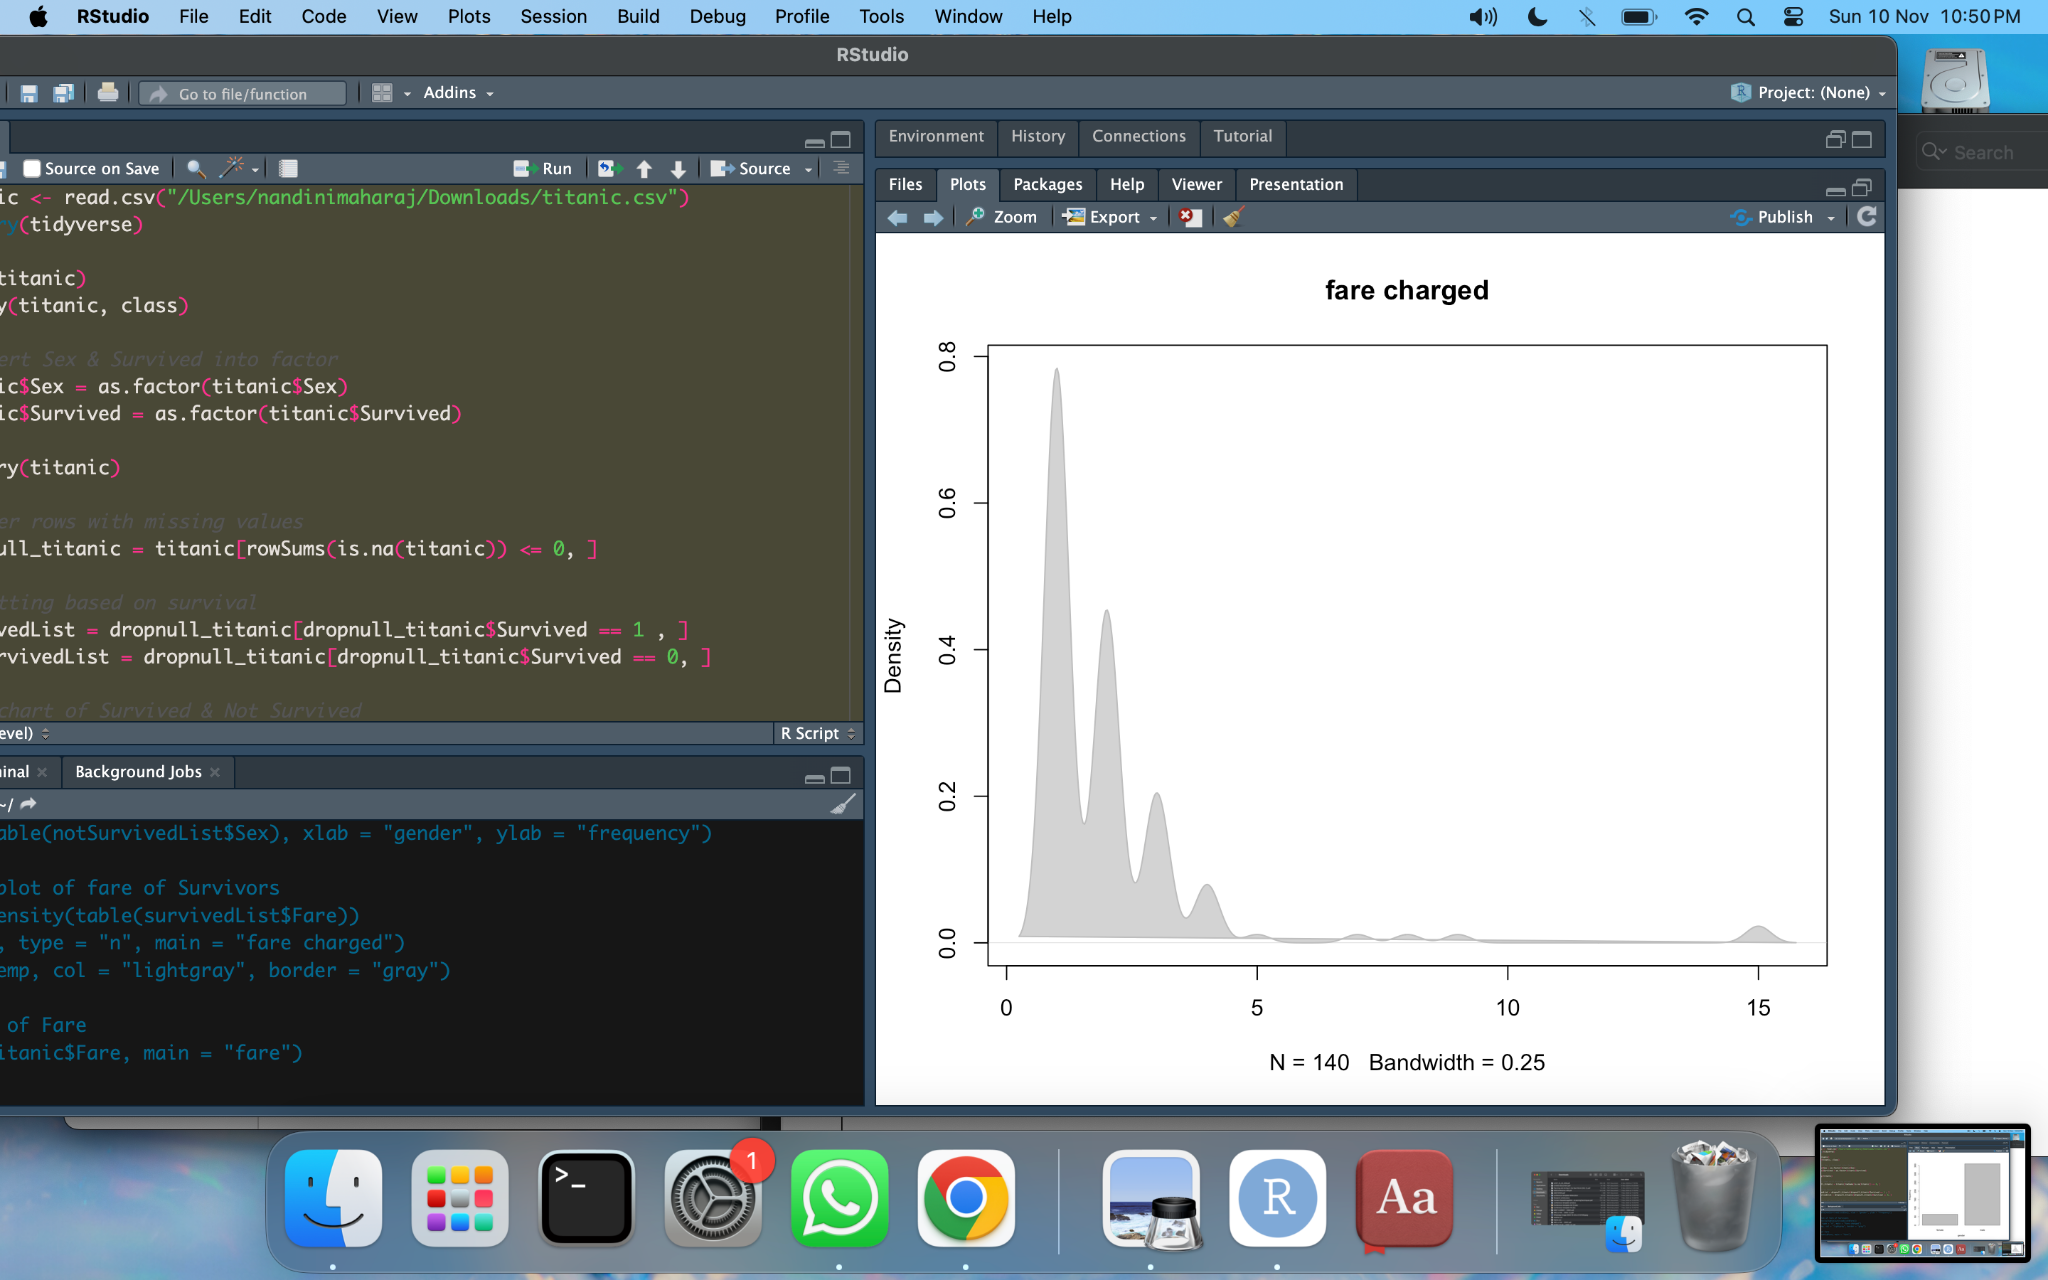 RStudio File Edit Code View Plots Session Build Debug Profile Tools Window Help Sun 10 Nov 10:50 PM
RStudio
Go to file/function Addins Project: (None)
Source on Save Run Source
ic <- read.csv("/Users/nandinimaharaj/Downloads/titanic.csv")
ry(tidyverse)
titanic)
y(titanic, class)
ert Sex & Survived into factor
ic$Sex = as.factor(titanic$Sex)
ic$Survived = as.factor(titanic$Survived)
ry(titanic)
er rows with missing values
ull_titanic = titanic[rowSums(is.na(titanic)) <= 0, ]
tting based on survival
vedList = dropnull_titanic[dropnull_titanic$Survived == 1 , ]
rvivedList = dropnull_titanic[dropnull_titanic$Survived == 0, ]
chart of Survived & Not Survived
evel) R Script
inal Background Jobs
~/
able(notSurvivedList$Sex), xlab = "gender", ylab = "frequency")
plot of fare of Survivors
ensity(table(survivedList$Fare))
, type = "n", main = "fare charged")
emp, col = "lightgray", border = "gray")
of Fare
itanic$Fare, main = "fare")
Environment History Connections Tutorial
Files Plots Packages Help Viewer Presentation
Zoom Export Publish
fare charged
Density
0.8
0.6
0.4
0.2
0.0
0 5 10 15
N = 140 Bandwidth = 0.25
Search
>_
1
R
Aa